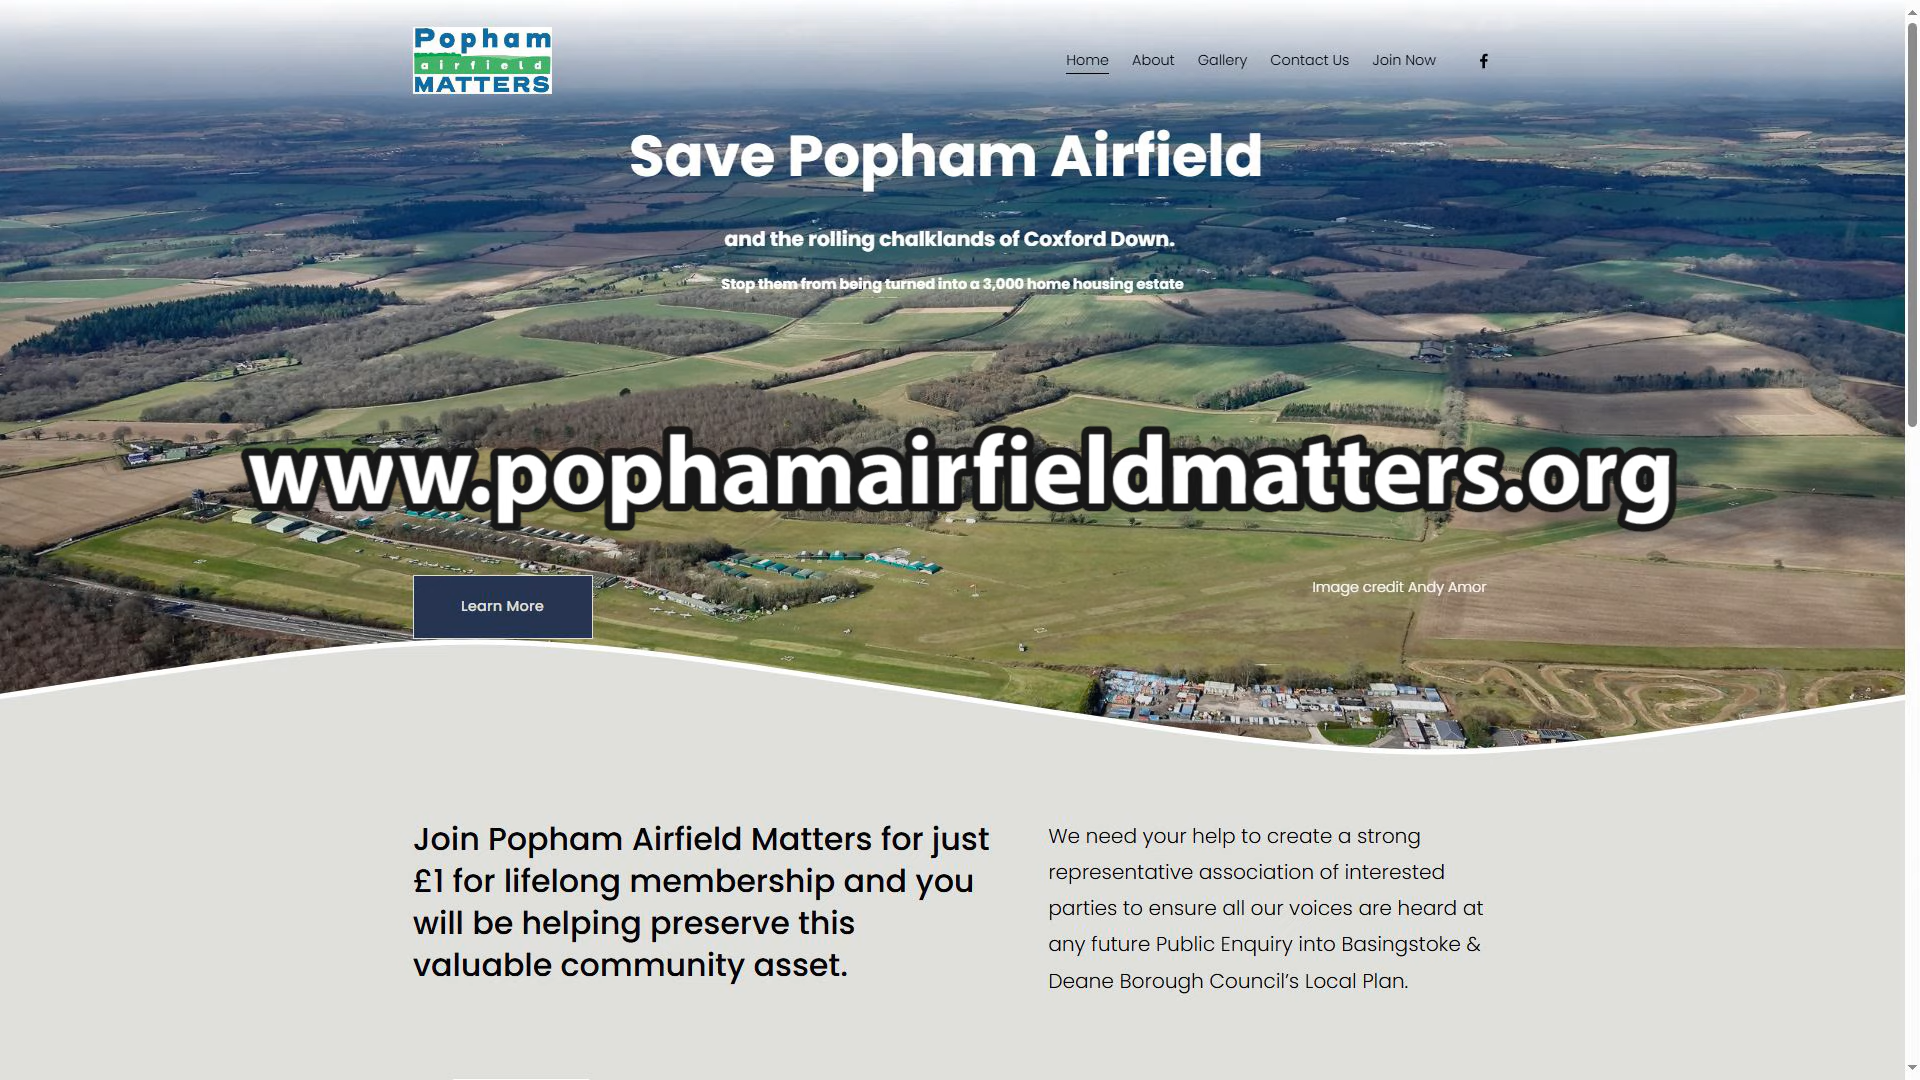 Popham
airfield
MATTERS
Home About Gallery Contact Us Join Now
Save Popham Airfield
and the rolling chalklands of Coxford Down.
Stop them from being turned into a 3,000 home housing estate
www.pophamairfieldmatters.org
Learn More
Image credit Andy Amor
Join Popham Airfield Matters for just
£1 for lifelong membership and you
will be helping preserve this
valuable community asset.
We need your help to create a strong
representative association of interested
parties to ensure all our voices are heard at
any future Public Enquiry into Basingstoke &
Deane Borough Council’s Local Plan.